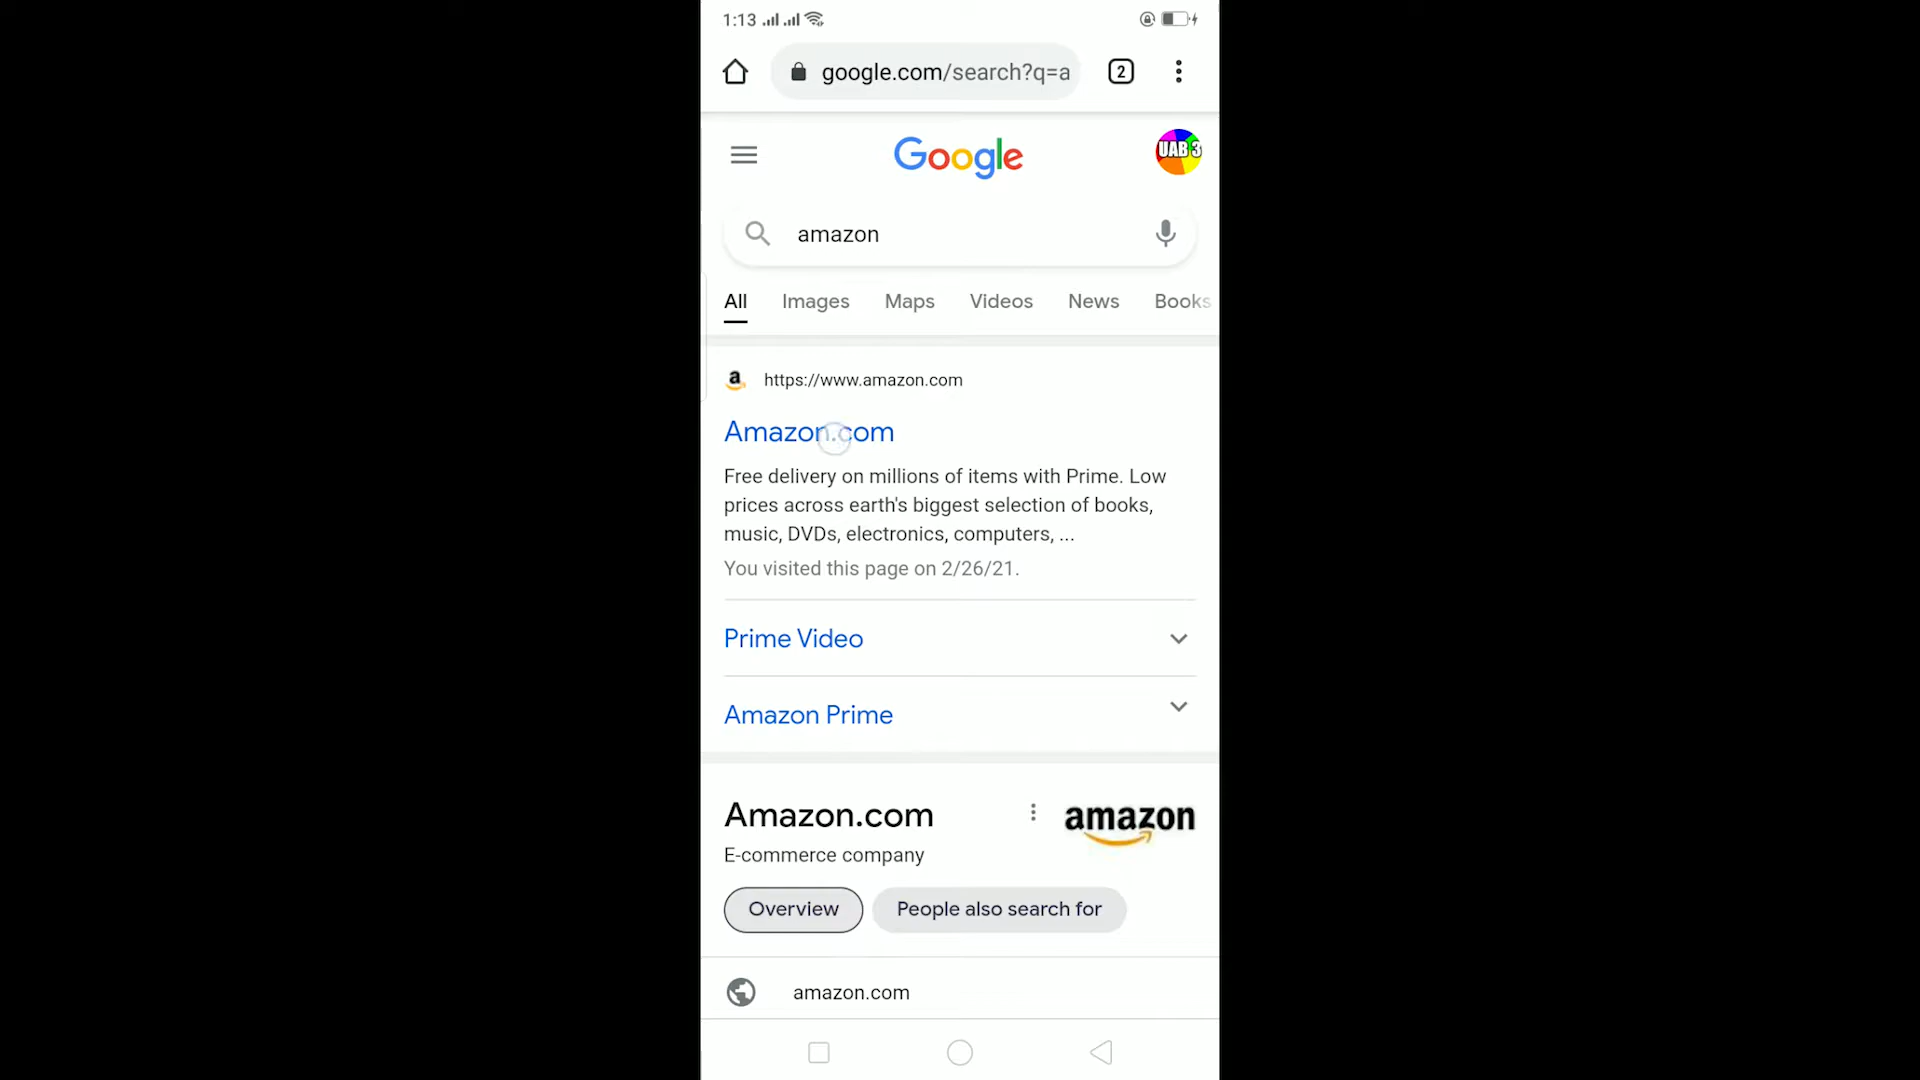 1:13
google.com/search?q=a
2
Google
UAB 3
amazon
All Images Maps Videos News Books
a
https://www.amazon.com
Amazon.com
Free delivery on millions of items with Prime. Low
prices across earth's biggest selection of books,
music, DVDs, electronics, computers, ...
You visited this page on 2/26/21.
Prime Video
Amazon Prime
Amazon.com
amazon
E-commerce company
Overview
People also search for
amazon.com